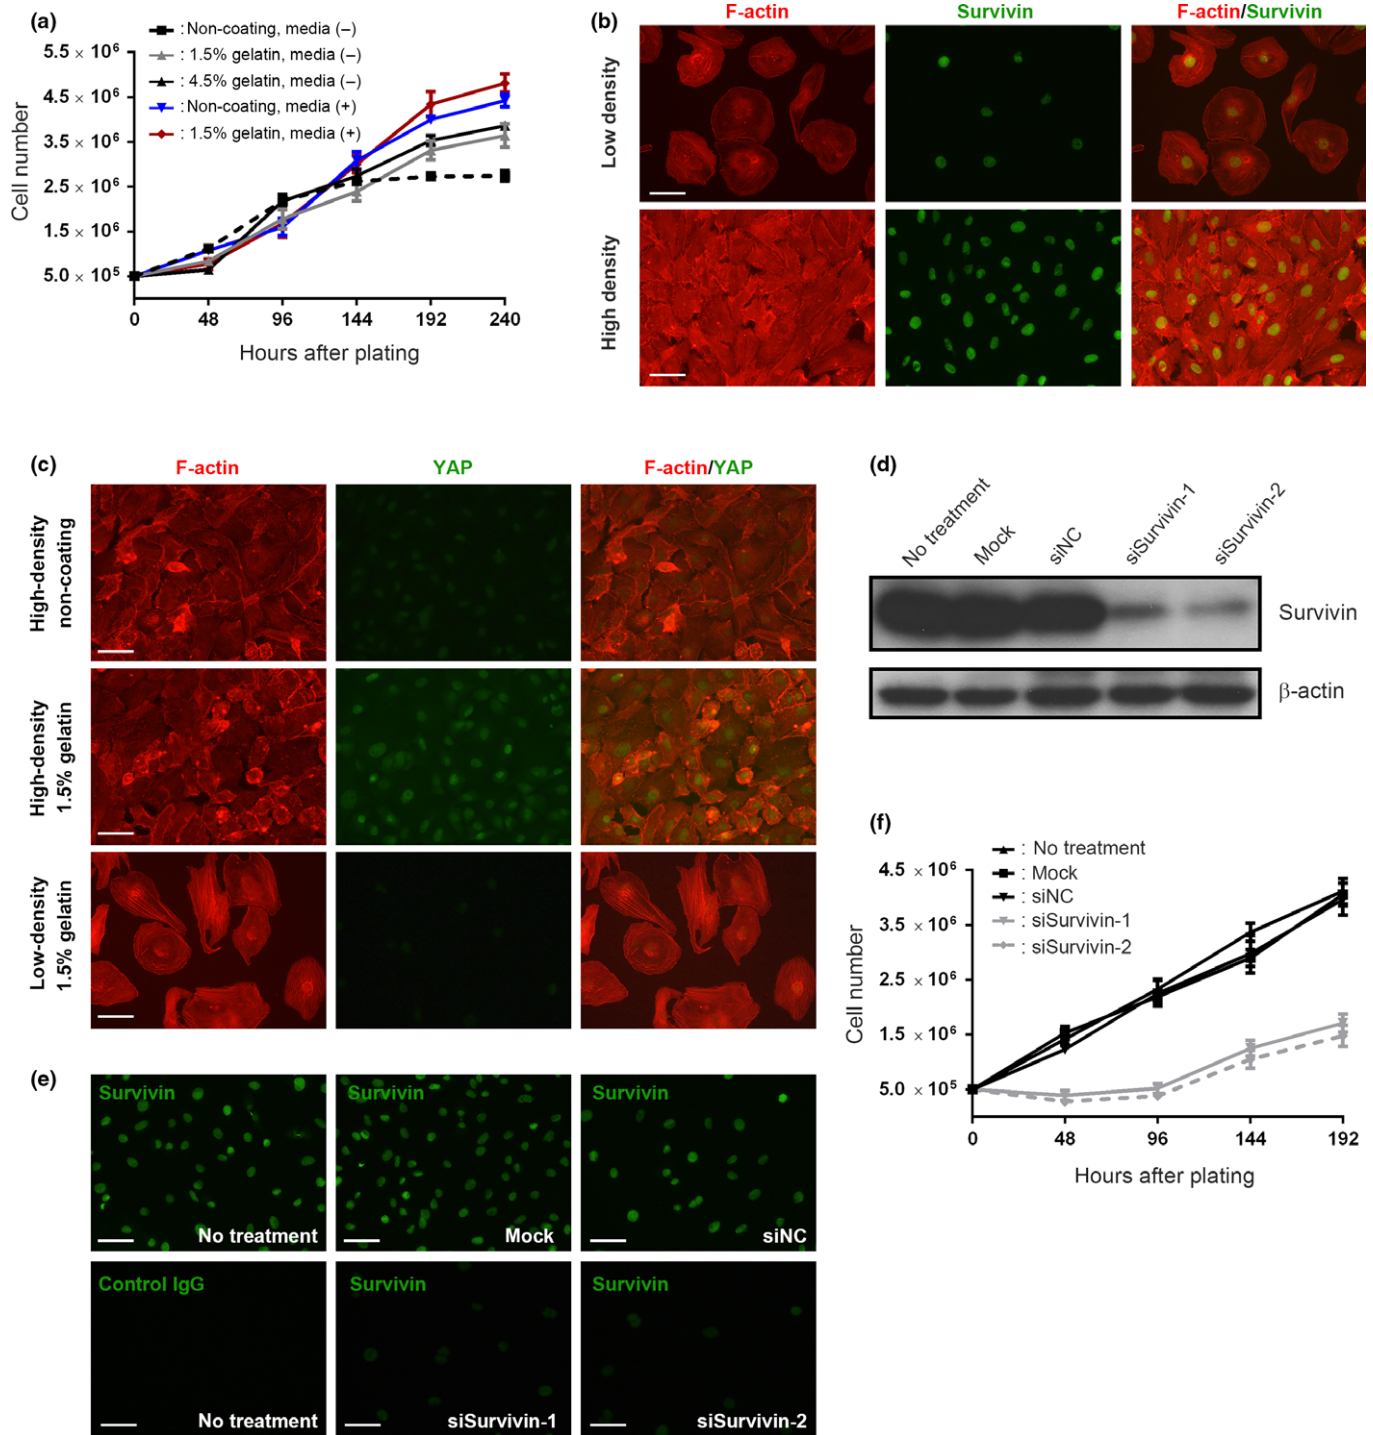 (a)
: Non-coating, media (−)
: 1.5% gelatin, media (−)
: 4.5% gelatin, media (−)
: Non-coating, media (+)
: 1.5% gelatin, media (+)
5.5 × 10⁶
4.5 × 10⁶
3.5 × 10⁶
2.5 × 10⁶
1.5 × 10⁶
5.0 × 10⁵
Cell number
0 48 96 144 192 240
Hours after plating
(b)
F-actin Survivin F-actin/Survivin
Low density
High density
(c)
F-actin YAP F-actin/YAP
High-density
non-coating
High-density
1.5% gelatin
Low-density
1.5% gelatin
(d)
No treatment Mock siNC siSurvivin-1 siSurvivin-2
Survivin
β-actin
(e)
Survivin Survivin Survivin
No treatment Mock siNC
Control IgG Survivin Survivin
No treatment siSurvivin-1 siSurvivin-2
(f)
: No treatment
: Mock
: siNC
: siSurvivin-1
: siSurvivin-2
4.5 × 10⁶
3.5 × 10⁶
2.5 × 10⁶
1.5 × 10⁶
5.0 × 10⁵
Cell number
0 48 96 144 192
Hours after plating